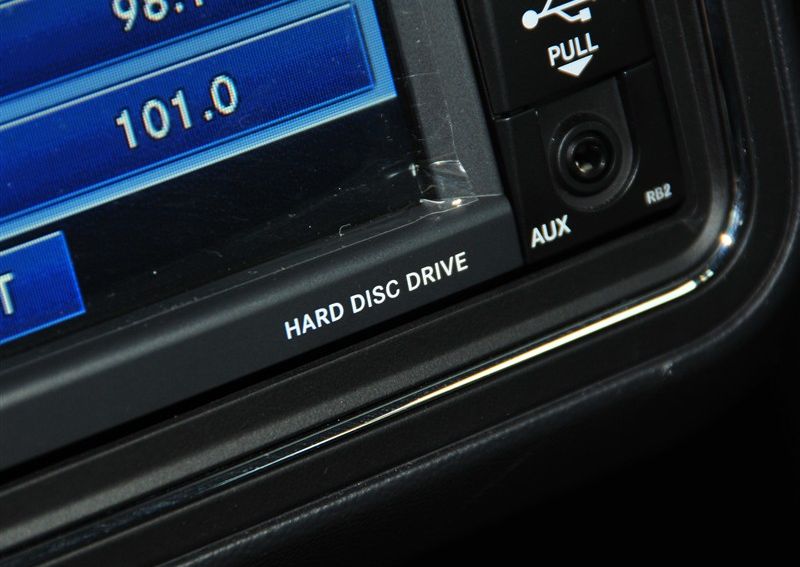 101.0
PULL
AUX
RB2
HARD DISC DRIVE